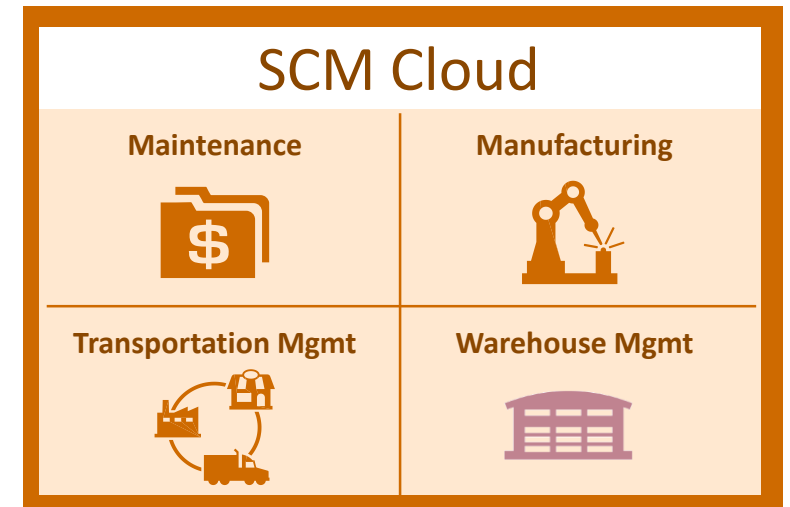 SCM Cloud
Maintenance
Manufacturing
$
Transportation Mgmt
Warehouse Mgmt